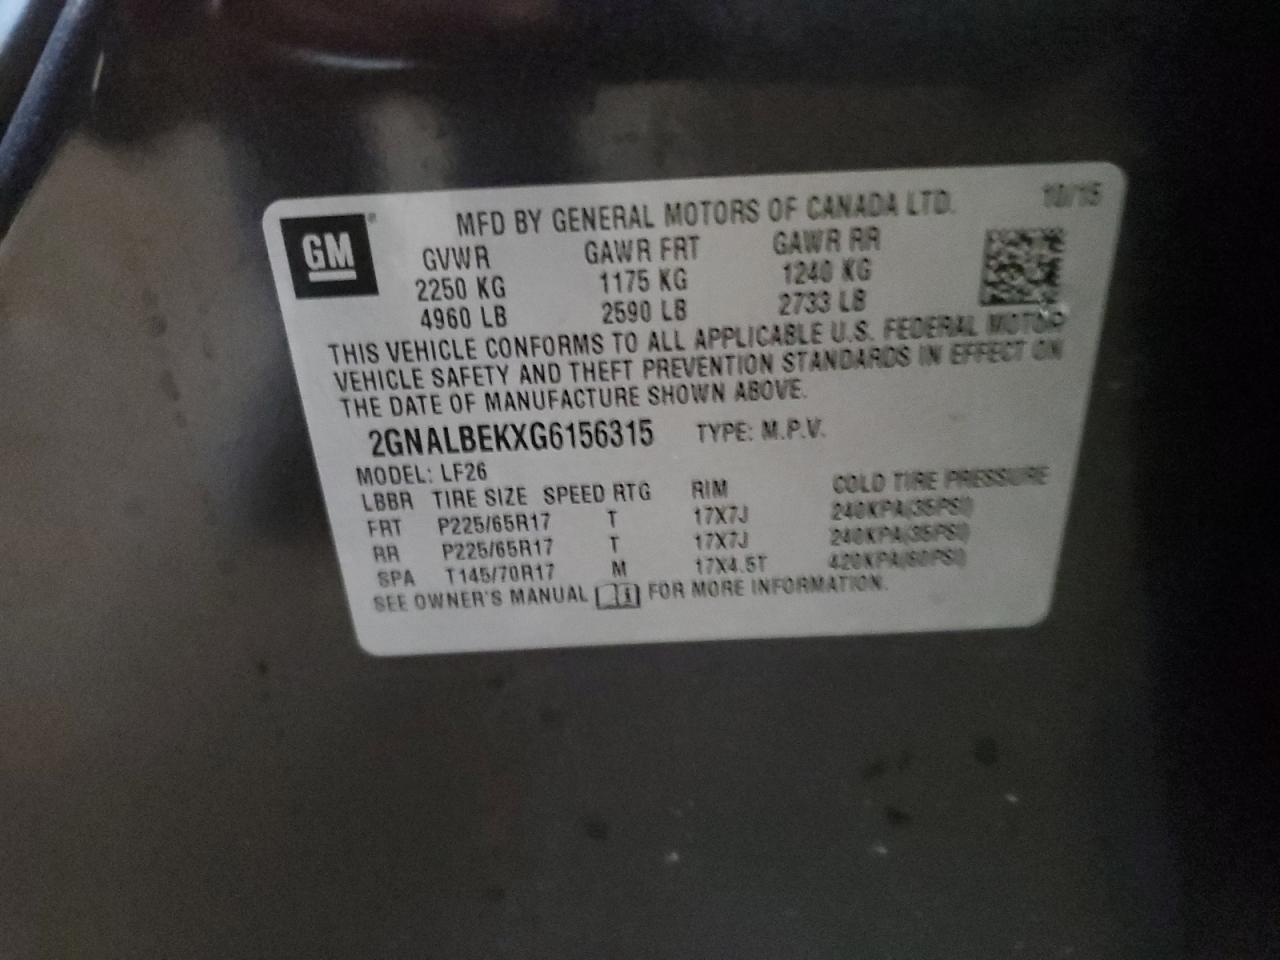 GM
MFD BY GENERAL MOTORS OF CANADA LTD. 10/15
GVWR GAWR FRT GAWR RR
2250 KG 1175 KG 1240 KG
4960 LB 2590 LB 2733 LB
THIS VEHICLE CONFORMS TO ALL APPLICABLE U.S. FEDERAL MOTOR
VEHICLE SAFETY AND THEFT PREVENTION STANDARDS IN EFFECT ON
THE DATE OF MANUFACTURE SHOWN ABOVE.
2GNALBEKXG6156315 TYPE: M.P.V.
MODEL: LF26
LBBR TIRE SIZE SPEED RTG RIM COLD TIRE PRESSURE
FRT P225/65R17 T 17X7J 240KPA(35PSI)
RR P225/65R17 T 17X7J 240KPA(35PSI)
SPA T145/70R17 M 17X4.5T 420KPA(60PSI)
SEE OWNER'S MANUAL FOR MORE INFORMATION.